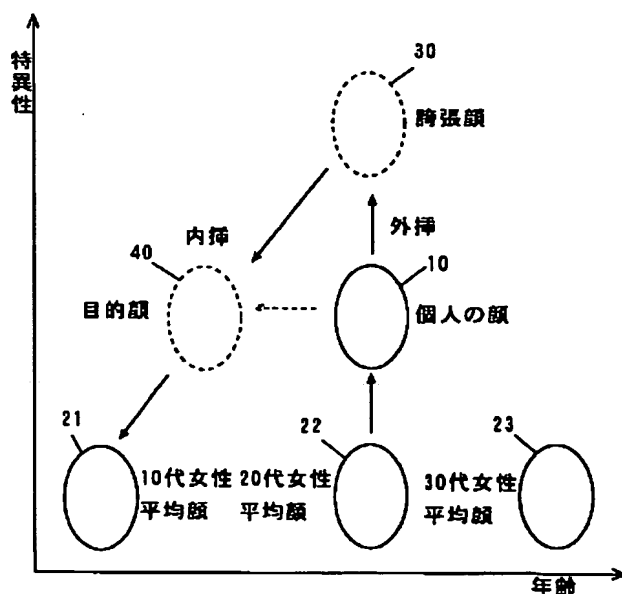 特異性
30
誇張顔
内挿
外挿
40
10
目的顔
個人の顔
21
22
23
10代女性
平均顔
20代女性
平均顔
30代女性
平均顔
年齢